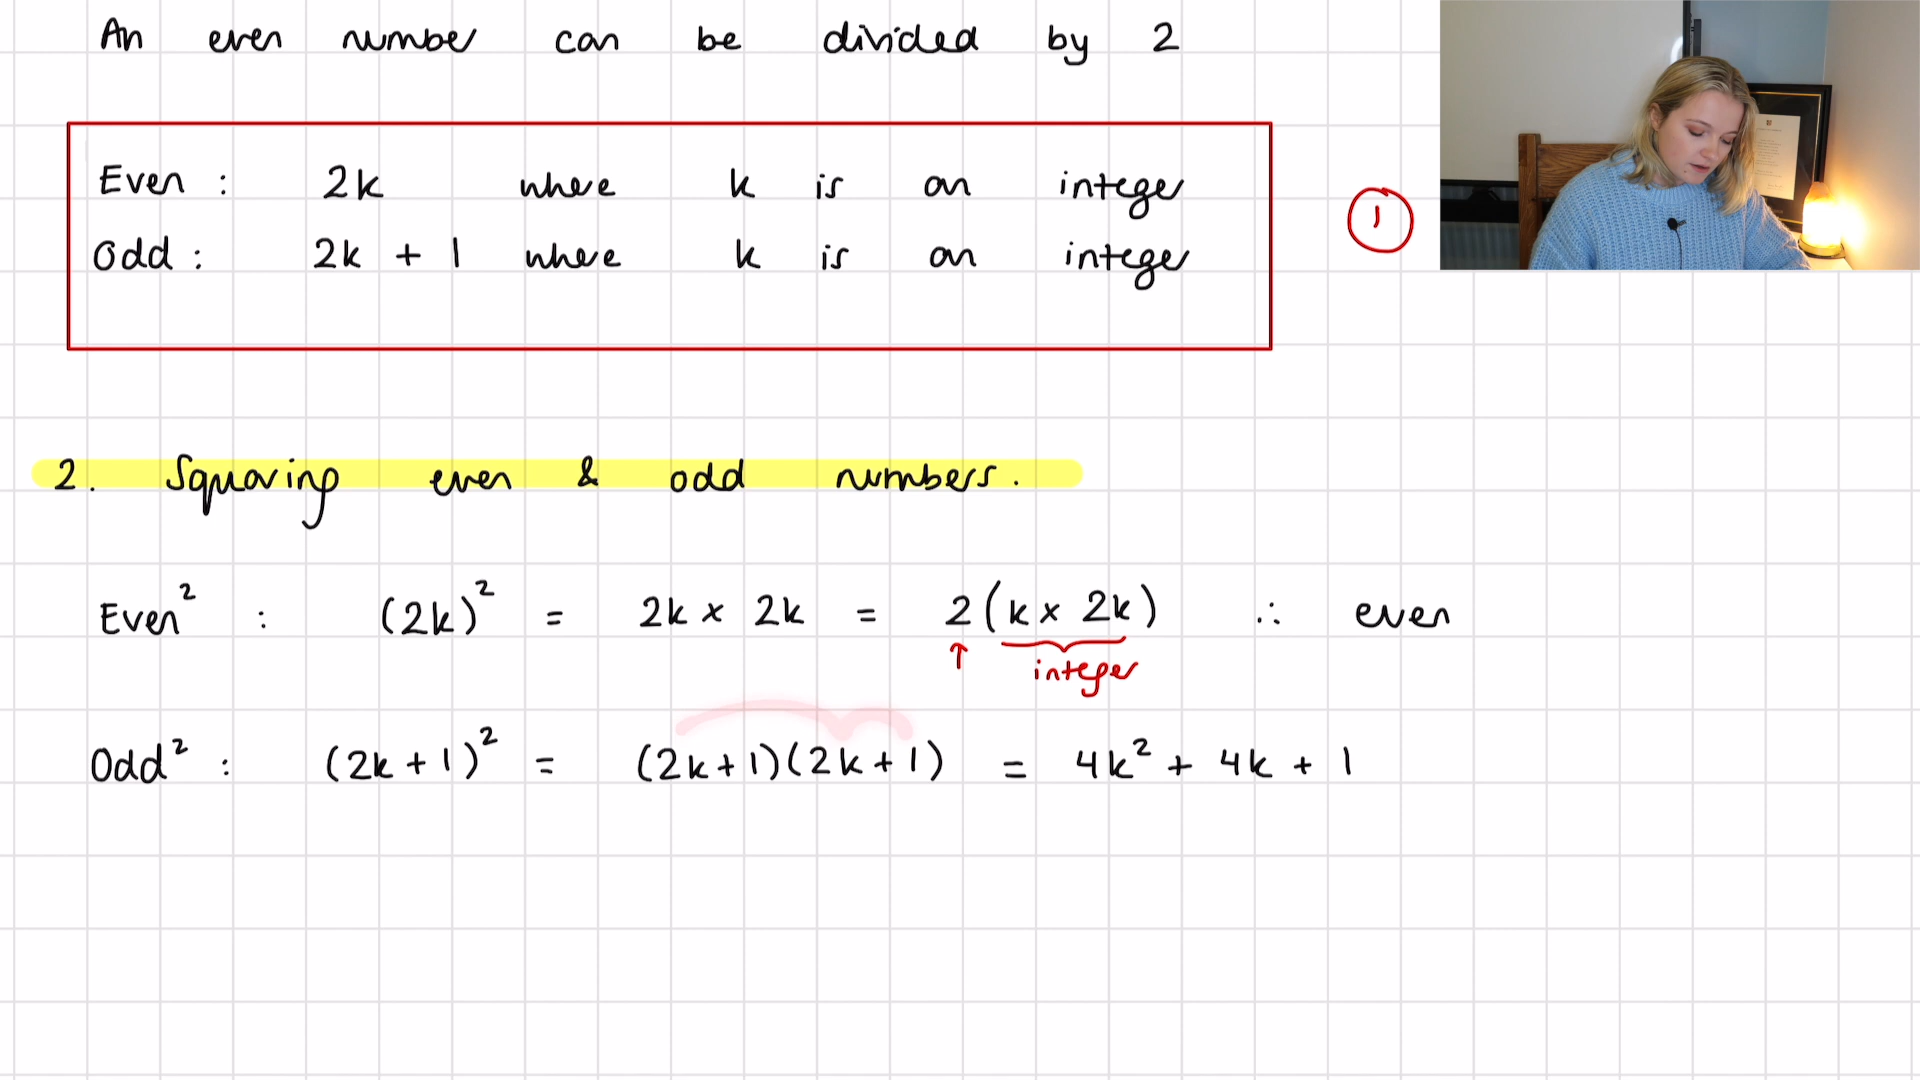 An even number can be divided by 2
Even : 2k where k is an integer
Odd : 2k + 1 where k is an integer
1
2. Squaring even & odd numbers.
Even² : (2k)² = 2k × 2k = 2(k × 2k) ∴ even
↑ integer
Odd² : (2k+1)² = (2k+1)(2k+1) = 4k² + 4k + 1